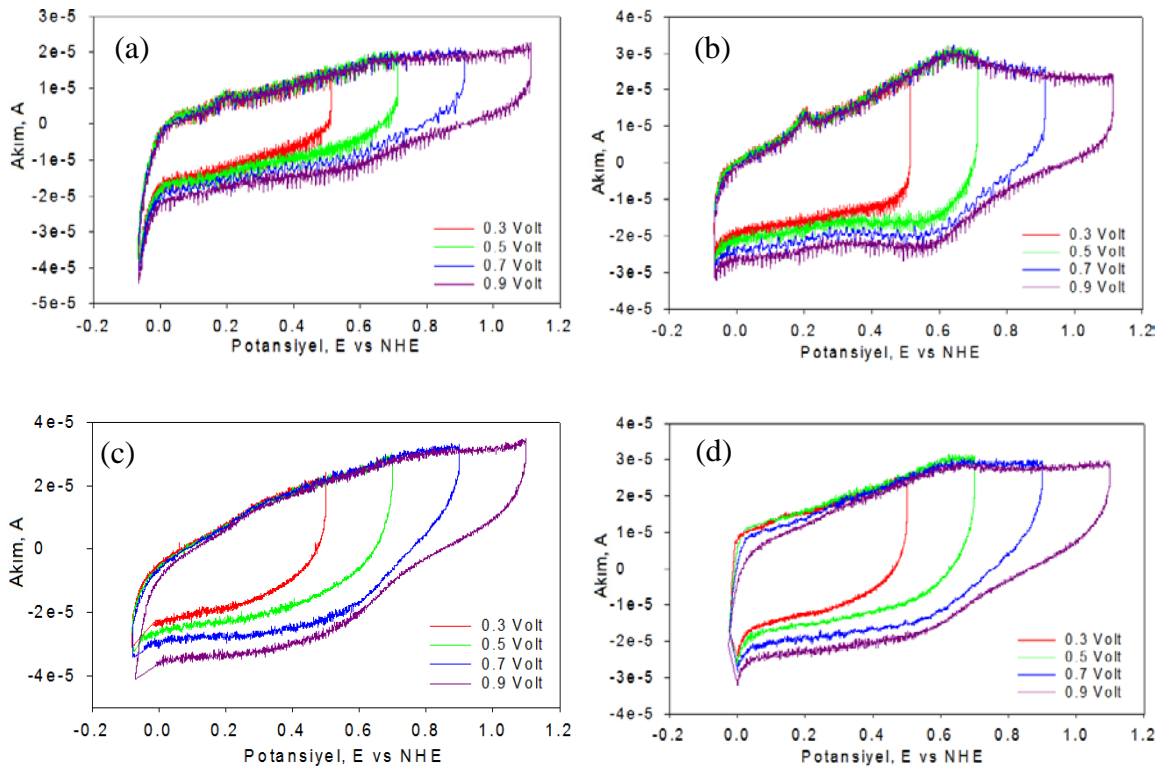 (a)
Akım, A
3e-5
2e-5
1e-5
0
-1e-5
-2e-5
-3e-5
-4e-5
-5e-5
0.3 Volt
0.5 Volt
0.7 Volt
0.9 Volt
-0.2 0.0 0.2 0.4 0.6 0.8 1.0 1.2
Potansiyel, E vs NHE
(b)
Akım, A
4e-5
3e-5
2e-5
1e-5
0
-1e-5
-2e-5
-3e-5
-4e-5
0.3 Volt
0.5 Volt
0.7 Volt
0.9 Volt
-0.2 0.0 0.2 0.4 0.6 0.8 1.0 1.2
Potansiyel, E vs NHE
(c)
Akım, A
4e-5
2e-5
0
-2e-5
-4e-5
0.3 Volt
0.5 Volt
0.7 Volt
0.9 Volt
-0.2 0.0 0.2 0.4 0.6 0.8 1.0 1.2
Potansiyel, E vs NHE
(d)
Akım, A
4e-5
3e-5
2e-5
1e-5
0
-1e-5
-2e-5
-3e-5
-4e-5
0.3 Volt
0.5 Volt
0.7 Volt
0.9 Volt
-0.2 0.0 0.2 0.4 0.6 0.8 1.0 1.2
Potansiyel, E vs NHE